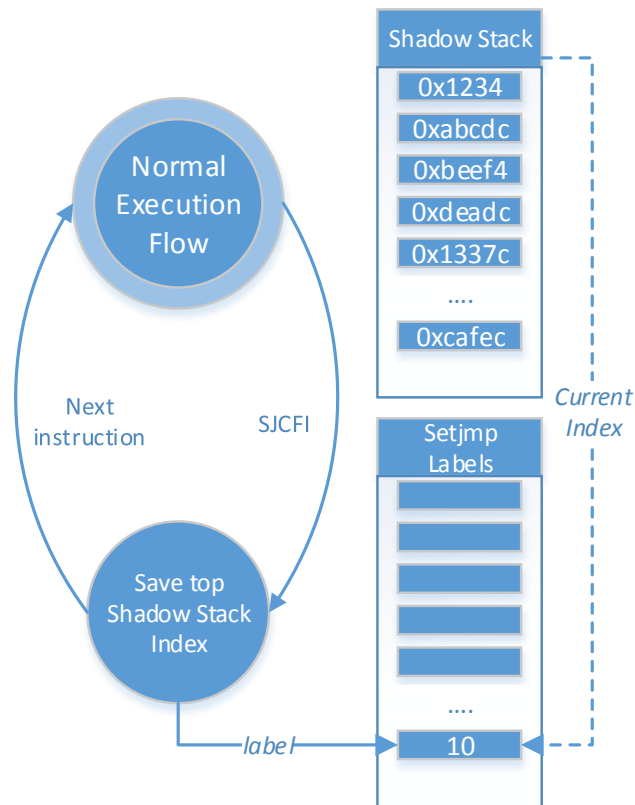 Shadow Stack
0x1234
0xabcdc
0xbeef4
0xdeadc
0x1337c
....
0xcafec
Normal
Execution
Flow
Next
instruction
SJCFI
Current
Index
Setjmp
Labels
Save top
Shadow Stack
Index
....
label
10